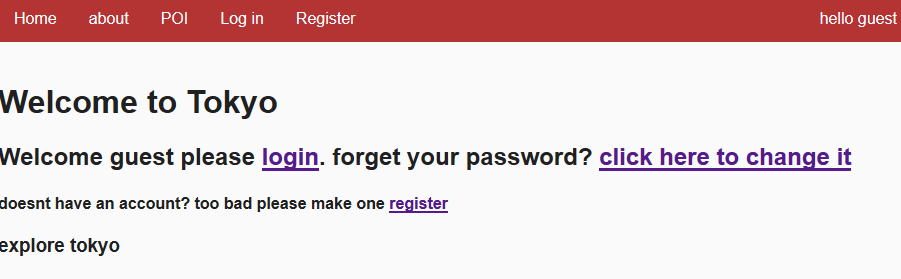 Home about POI Log in Register hello guest
Welcome to Tokyo
Welcome guest please login. forget your password? click here to change it
doesnt have an account? too bad please make one register
explore tokyo